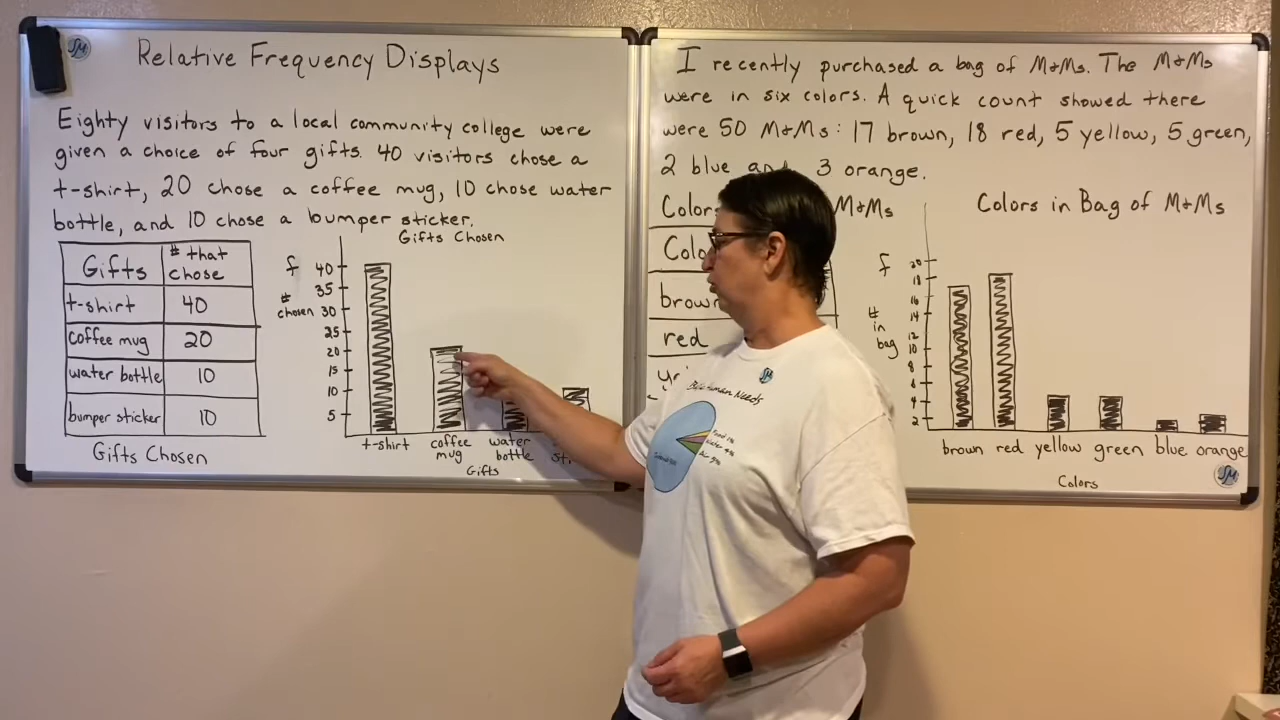 Relative Frequency Displays
Eighty visitors to a local community college were
given a choice of four gifts. 40 visitors chose a
t-shirt, 20 chose a coffee mug, 10 chose water
bottle, and 10 chose a bumper sticker.
Gifts
# that
chose
t-shirt 40
coffee mug 20
water bottle 10
bumper sticker 10
Gifts Chosen
Gifts Chosen
f
#
chosen
40
35
30
25
20
15
10
5
t-shirt
coffee
mug
water
bottle
Gifts
I recently purchased a bag of M&Ms. The M&Ms
were in six colors. A quick count showed there
were 50 M&Ms: 17 brown, 18 red, 5 yellow, 5 green,
2 blue and 3 orange.
Colors M&Ms
brown
red
Colors in Bag of M&Ms
f
#
in
bag
20
18
16
14
12
10
8
6
4
2
brown red yellow green blue orange
Colors
Human Needs
SM
SM
SM